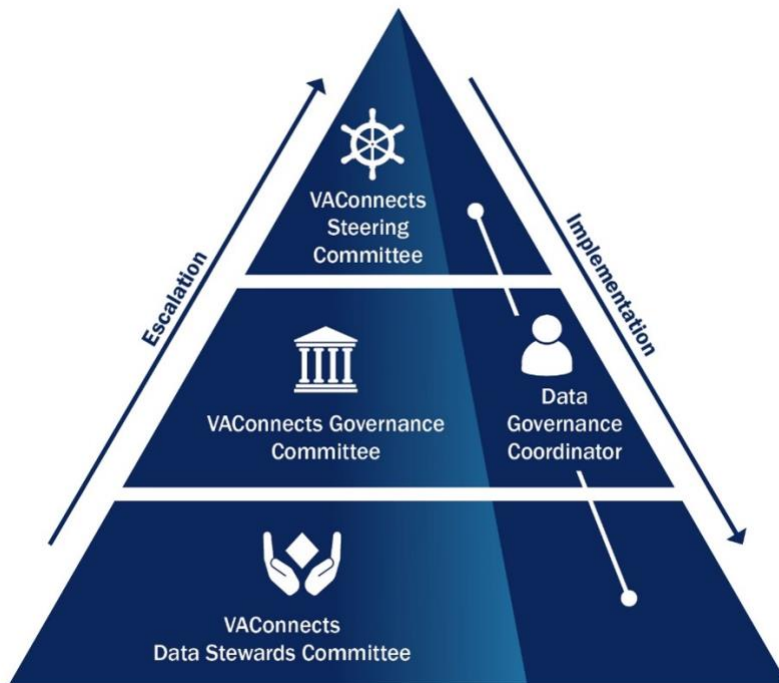 VAConnects
Steering
Committee
Escalation
Implementation
VAConnects Governance
Committee
Data
Governance
Coordinator
VAConnects
Data Stewards Committee